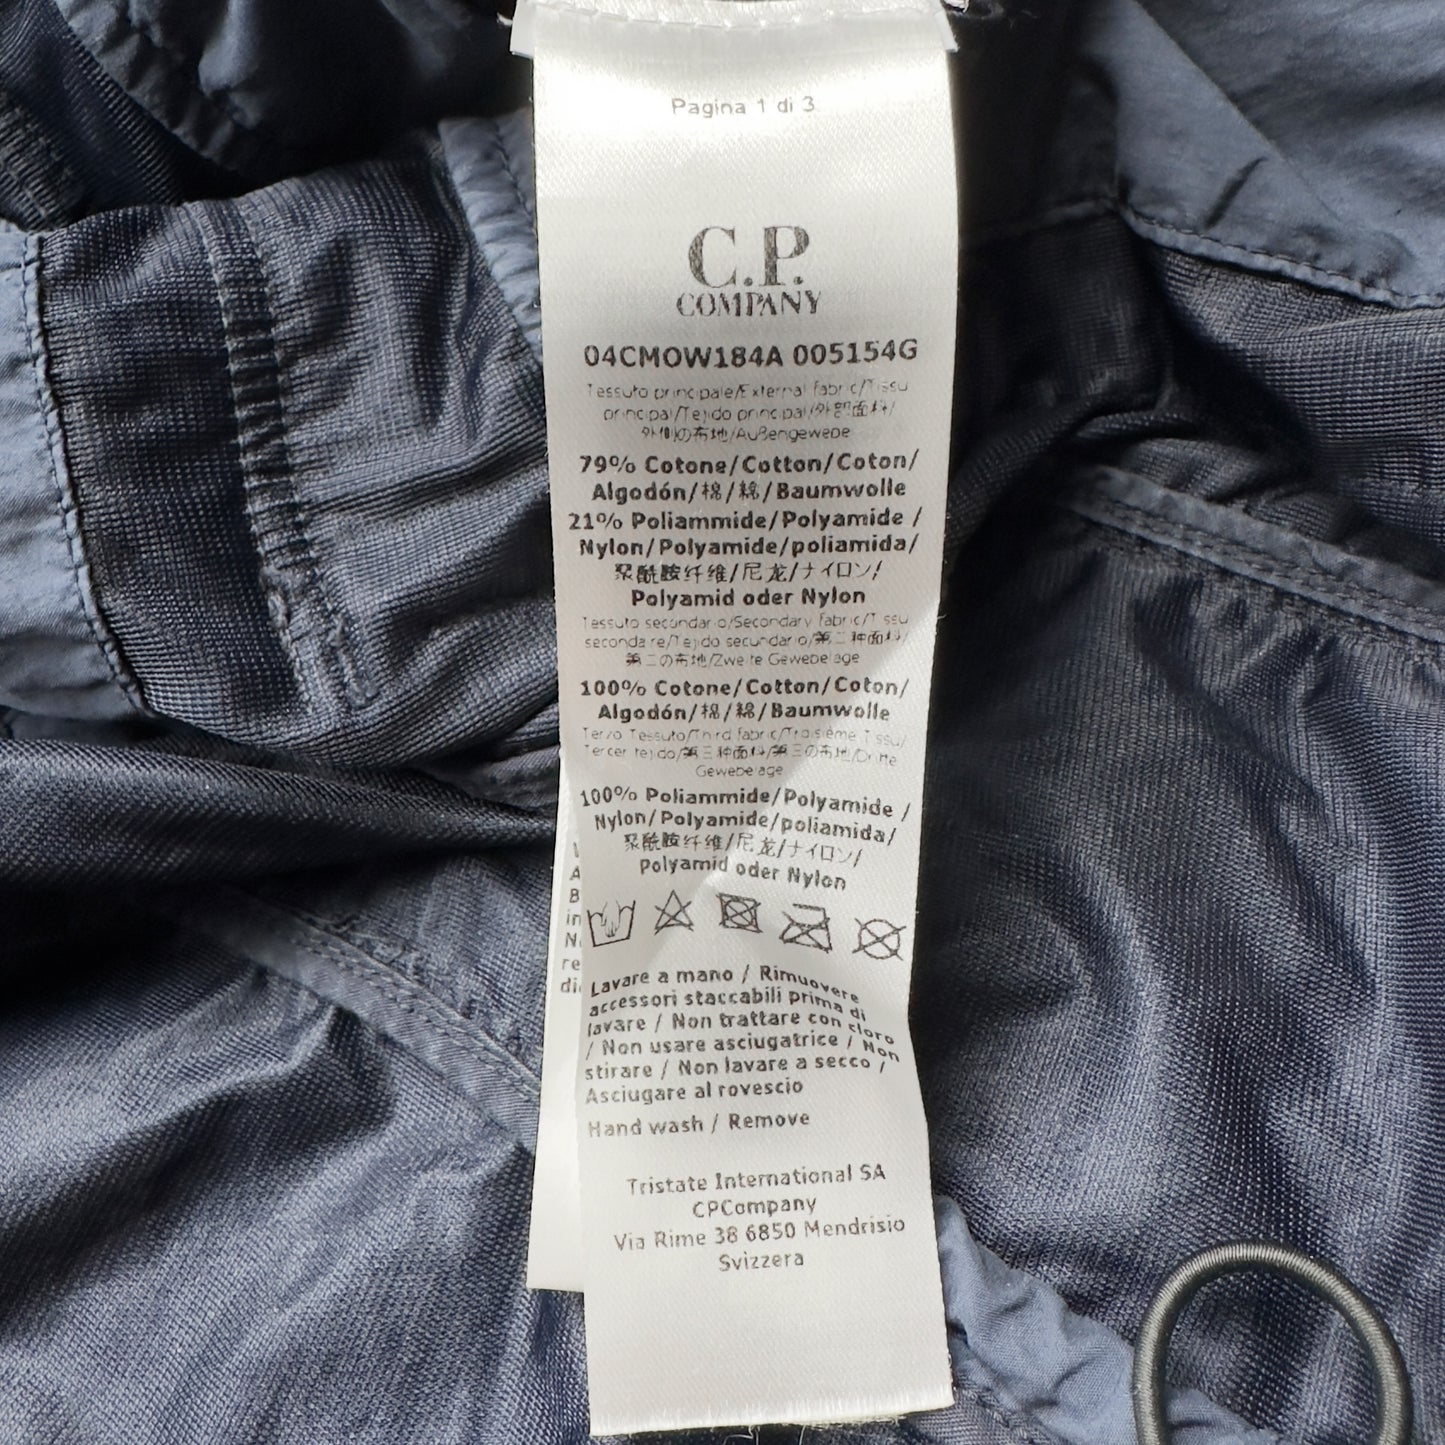 Pagina 1 di 3
C.P.
COMPANY
04CMOW184A 005154G
Tessuto principale/External fabric/Tissu
principal/Tejido principal/外部面料/
外側の布地/Außengewebe
79% Cotone/Cotton/Coton/
Algodón/棉/綿/Baumwolle
21% Poliammide/Polyamide /
Nylon/Polyamide/poliamida/
聚酰胺纤维/尼龙/ナイロン/
Polyamid oder Nylon
Tessuto secondario/Secondary fabric/Tissu
secondaire/Tejido secundario/第二种面料/
第二の布地/Zweite Gewebelage
100% Cotone/Cotton/Coton/
Algodón/棉/綿/Baumwolle
Terzo Tessuto/Third fabric/Troisième Tissu/
Tercer tejido/第三种面料/第三の布地/Dritte
Gewebelage
100% Poliammide/Polyamide /
Nylon/Polyamide/poliamida/
聚酰胺纤维/尼龙/ナイロン/
Polyamid oder Nylon
Lavare a mano / Rimuovere
accessori staccabili prima di
lavare / Non trattare con cloro
/ Non usare asciugatrice / Non
stirare / Non lavare a secco /
Asciugare al rovescio
Hand wash / Remove
Tristate International SA
CPCompany
Via Rime 38 6850 Mendrisio
Svizzera